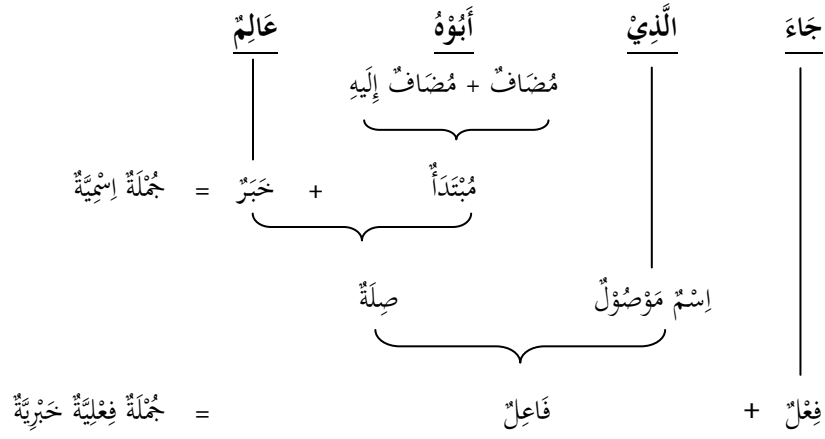 جَاءَ الَّذِيْ أَبُوْهُ عَالِمٌ
مُضَافٌ + مُضَافٌ إِلَيهِ
مُبْتَدَأٌ + خَبَرٌ = جُمْلَةٌ اِسْمِيَّةٌ
اِسْمٌ مَوْصُوْلٌ صِلَةٌ
فِعْلٌ + فَاعِلٌ = جُمْلَةٌ فِعْلِيَّةٌ خَبْرِيَّةٌ